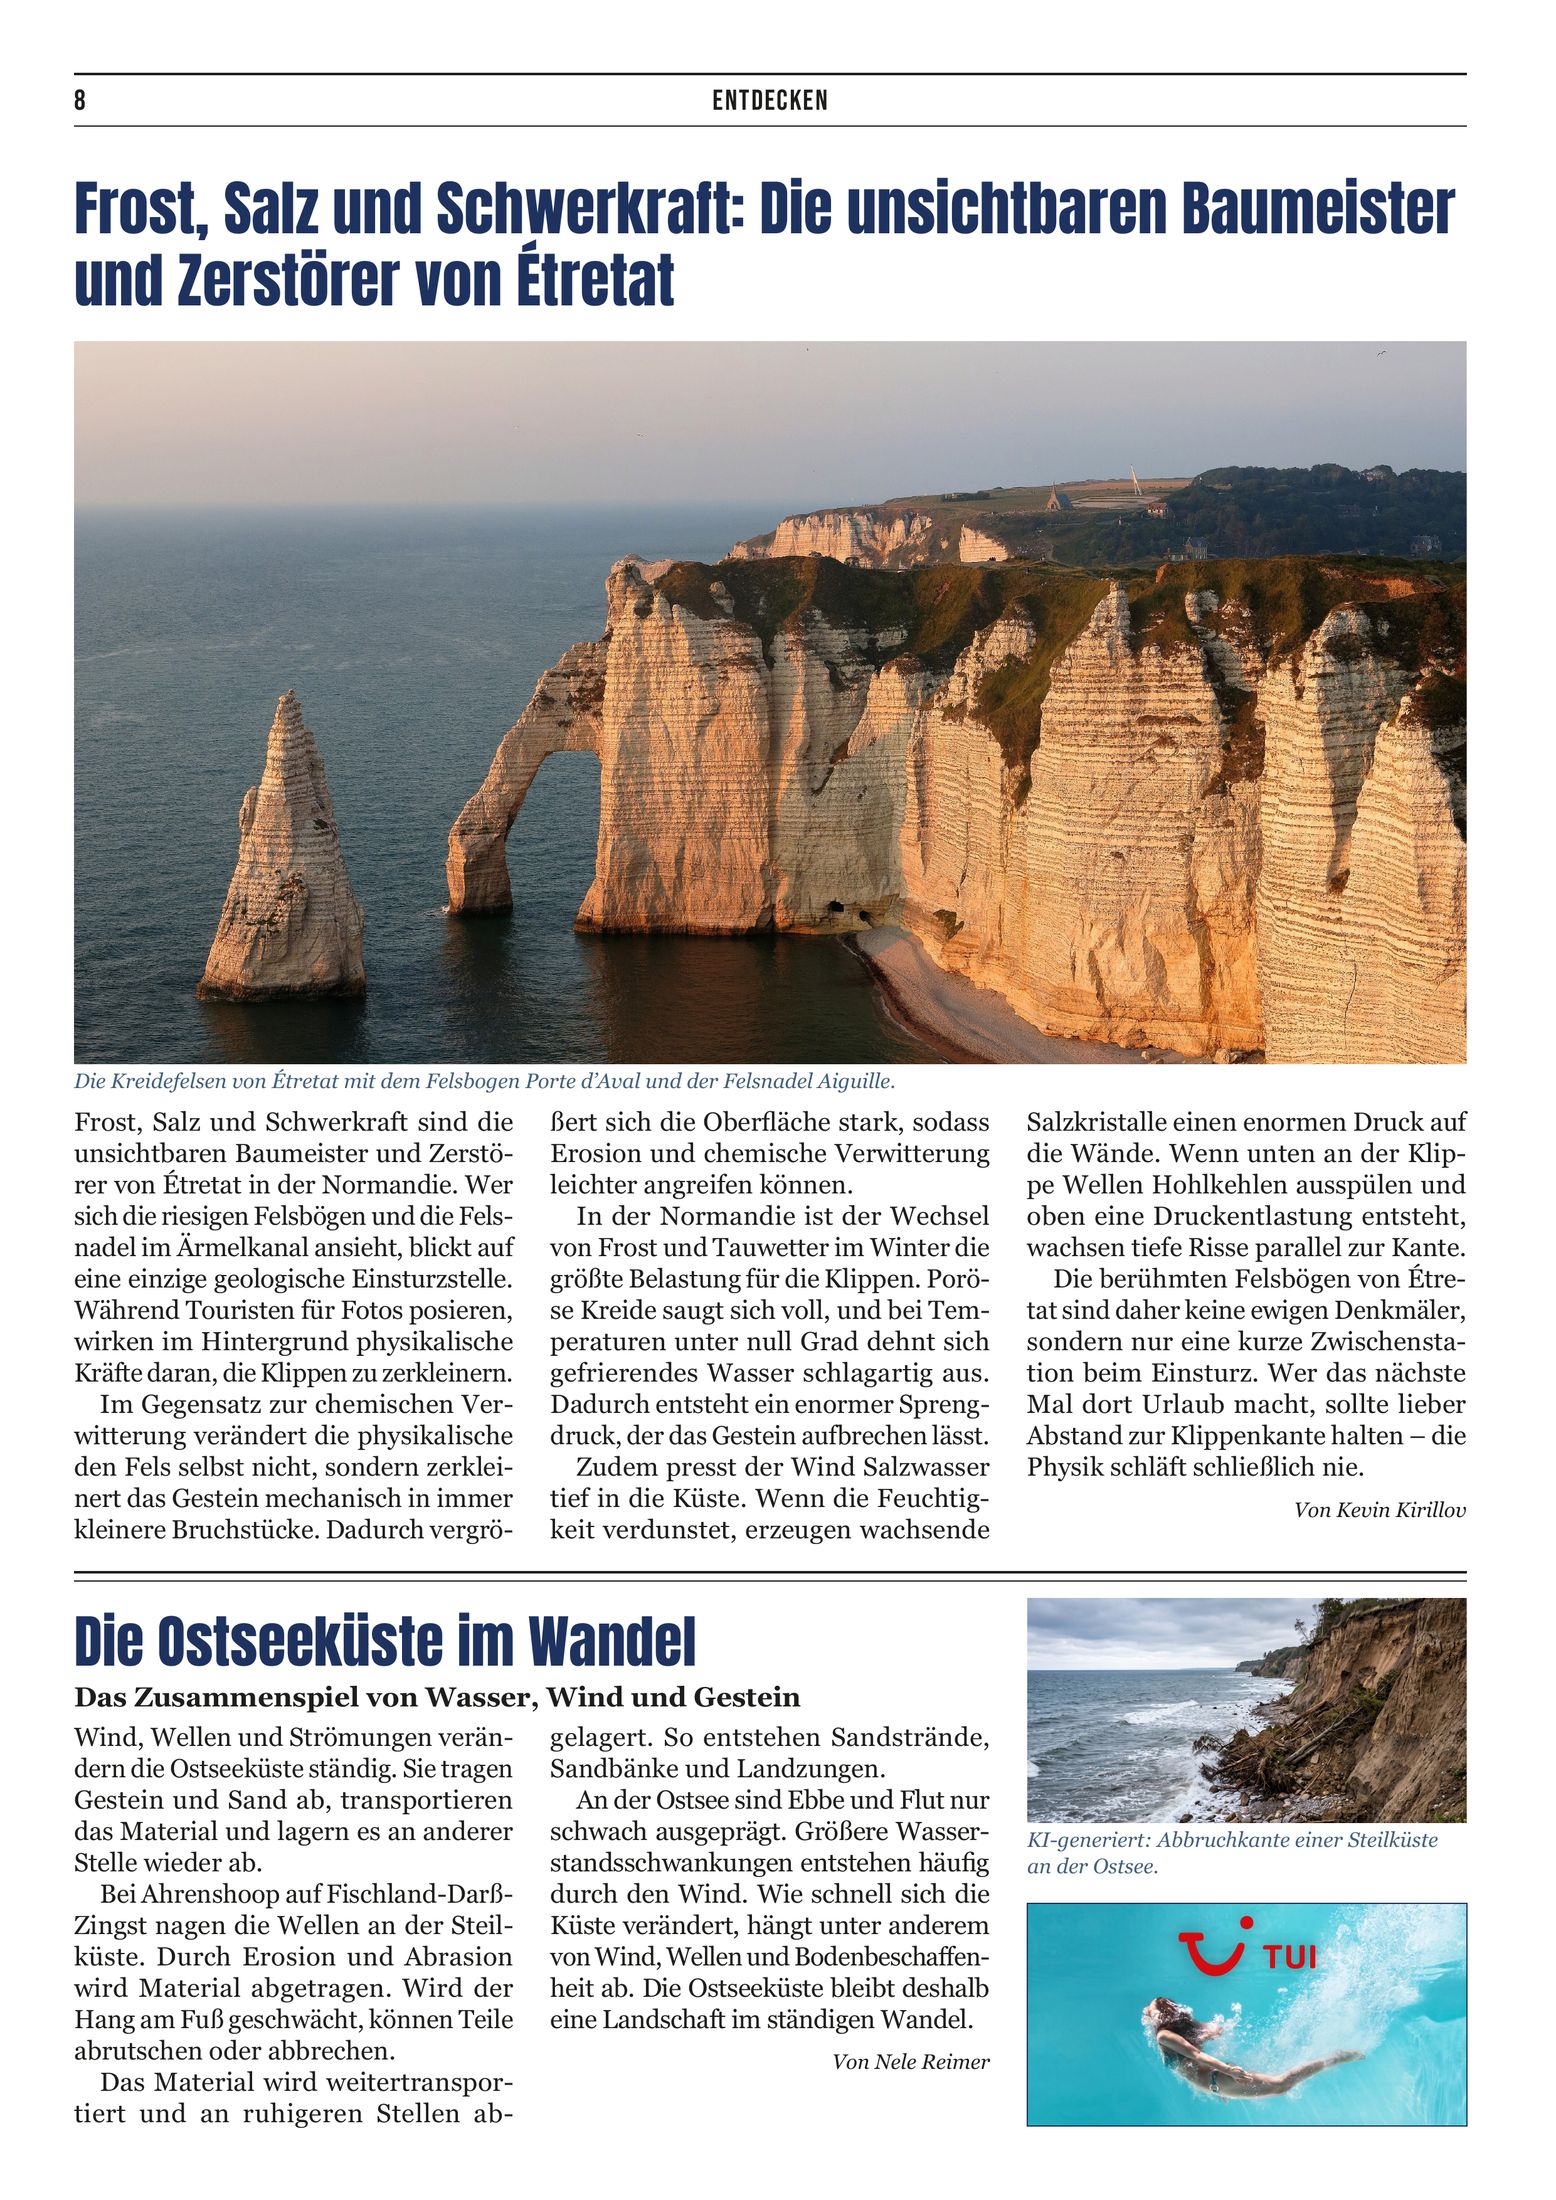 8
ENTDECKEN
Frost, Salz und Schwerkraft: Die unsichtbaren Baumeister
und Zerstörer von Étretat
Die Kreidefelsen von Étretat mit dem Felsbogen Porte d’Aval und der Felsnadel Aiguille.
Frost, Salz und Schwerkraft sind die
unsichtbaren Baumeister und Zerstö-
rer von Étretat in der Normandie. Wer
sich die riesigen Felsbögen und die Fels-
nadel im Ärmelkanal ansieht, blickt auf
eine einzige geologische Einsturzstelle.
Während Touristen für Fotos posieren,
wirken im Hintergrund physikalische
Kräfte daran, die Klippen zu zerkleinern.
Im Gegensatz zur chemischen Ver-
witterung verändert die physikalische
den Fels selbst nicht, sondern zerklei-
nert das Gestein mechanisch in immer
kleinere Bruchstücke. Dadurch vergrö-
ßert sich die Oberfläche stark, sodass
Erosion und chemische Verwitterung
leichter angreifen können.
In der Normandie ist der Wechsel
von Frost und Tauwetter im Winter die
größte Belastung für die Klippen. Porö-
se Kreide saugt sich voll, und bei Tem-
peraturen unter null Grad dehnt sich
gefrierendes Wasser schlagartig aus.
Dadurch entsteht ein enormer Spreng-
druck, der das Gestein aufbrechen lässt.
Zudem presst der Wind Salzwasser
tief in die Küste. Wenn die Feuchtig-
keit verdunstet, erzeugen wachsende
Salzkristalle einen enormen Druck auf
die Wände. Wenn unten an der Klip-
pe Wellen Hohlkehlen ausspülen und
oben eine Druckentlastung entsteht,
wachsen tiefe Risse parallel zur Kante.
Die berühmten Felsbögen von Étre-
tat sind daher keine ewigen Denkmäler,
sondern nur eine kurze Zwischensta-
tion beim Einsturz. Wer das nächste
Mal dort Urlaub macht, sollte lieber
Abstand zur Klippenkante halten – die
Physik schläft schließlich nie.
Von Kevin Kirillov
Die Ostseeküste im Wandel
Das Zusammenspiel von Wasser, Wind und Gestein
Wind, Wellen und Strömungen verän-
dern die Ostseeküste ständig. Sie tragen
Gestein und Sand ab, transportieren
das Material und lagern es an anderer
Stelle wieder ab.
Bei Ahrenshoop auf Fischland-Darß-
Zingst nagen die Wellen an der Steil-
küste. Durch Erosion und Abrasion
wird Material abgetragen. Wird der
Hang am Fuß geschwächt, können Teile
abrutschen oder abbrechen.
Das Material wird weitertranspor-
tiert und an ruhigeren Stellen ab-
gelagert. So entstehen Sandstrände,
Sandbänke und Landzungen.
An der Ostsee sind Ebbe und Flut nur
schwach ausgeprägt. Größere Wasser-
standsschwankungen entstehen häufig
durch den Wind. Wie schnell sich die
Küste verändert, hängt unter anderem
von Wind, Wellen und Bodenbeschaffen-
heit ab. Die Ostseeküste bleibt deshalb
eine Landschaft im ständigen Wandel.
Von Nele Reimer
KI-generiert: Abbruchkante einer Steilküste
an der Ostsee.
TUI